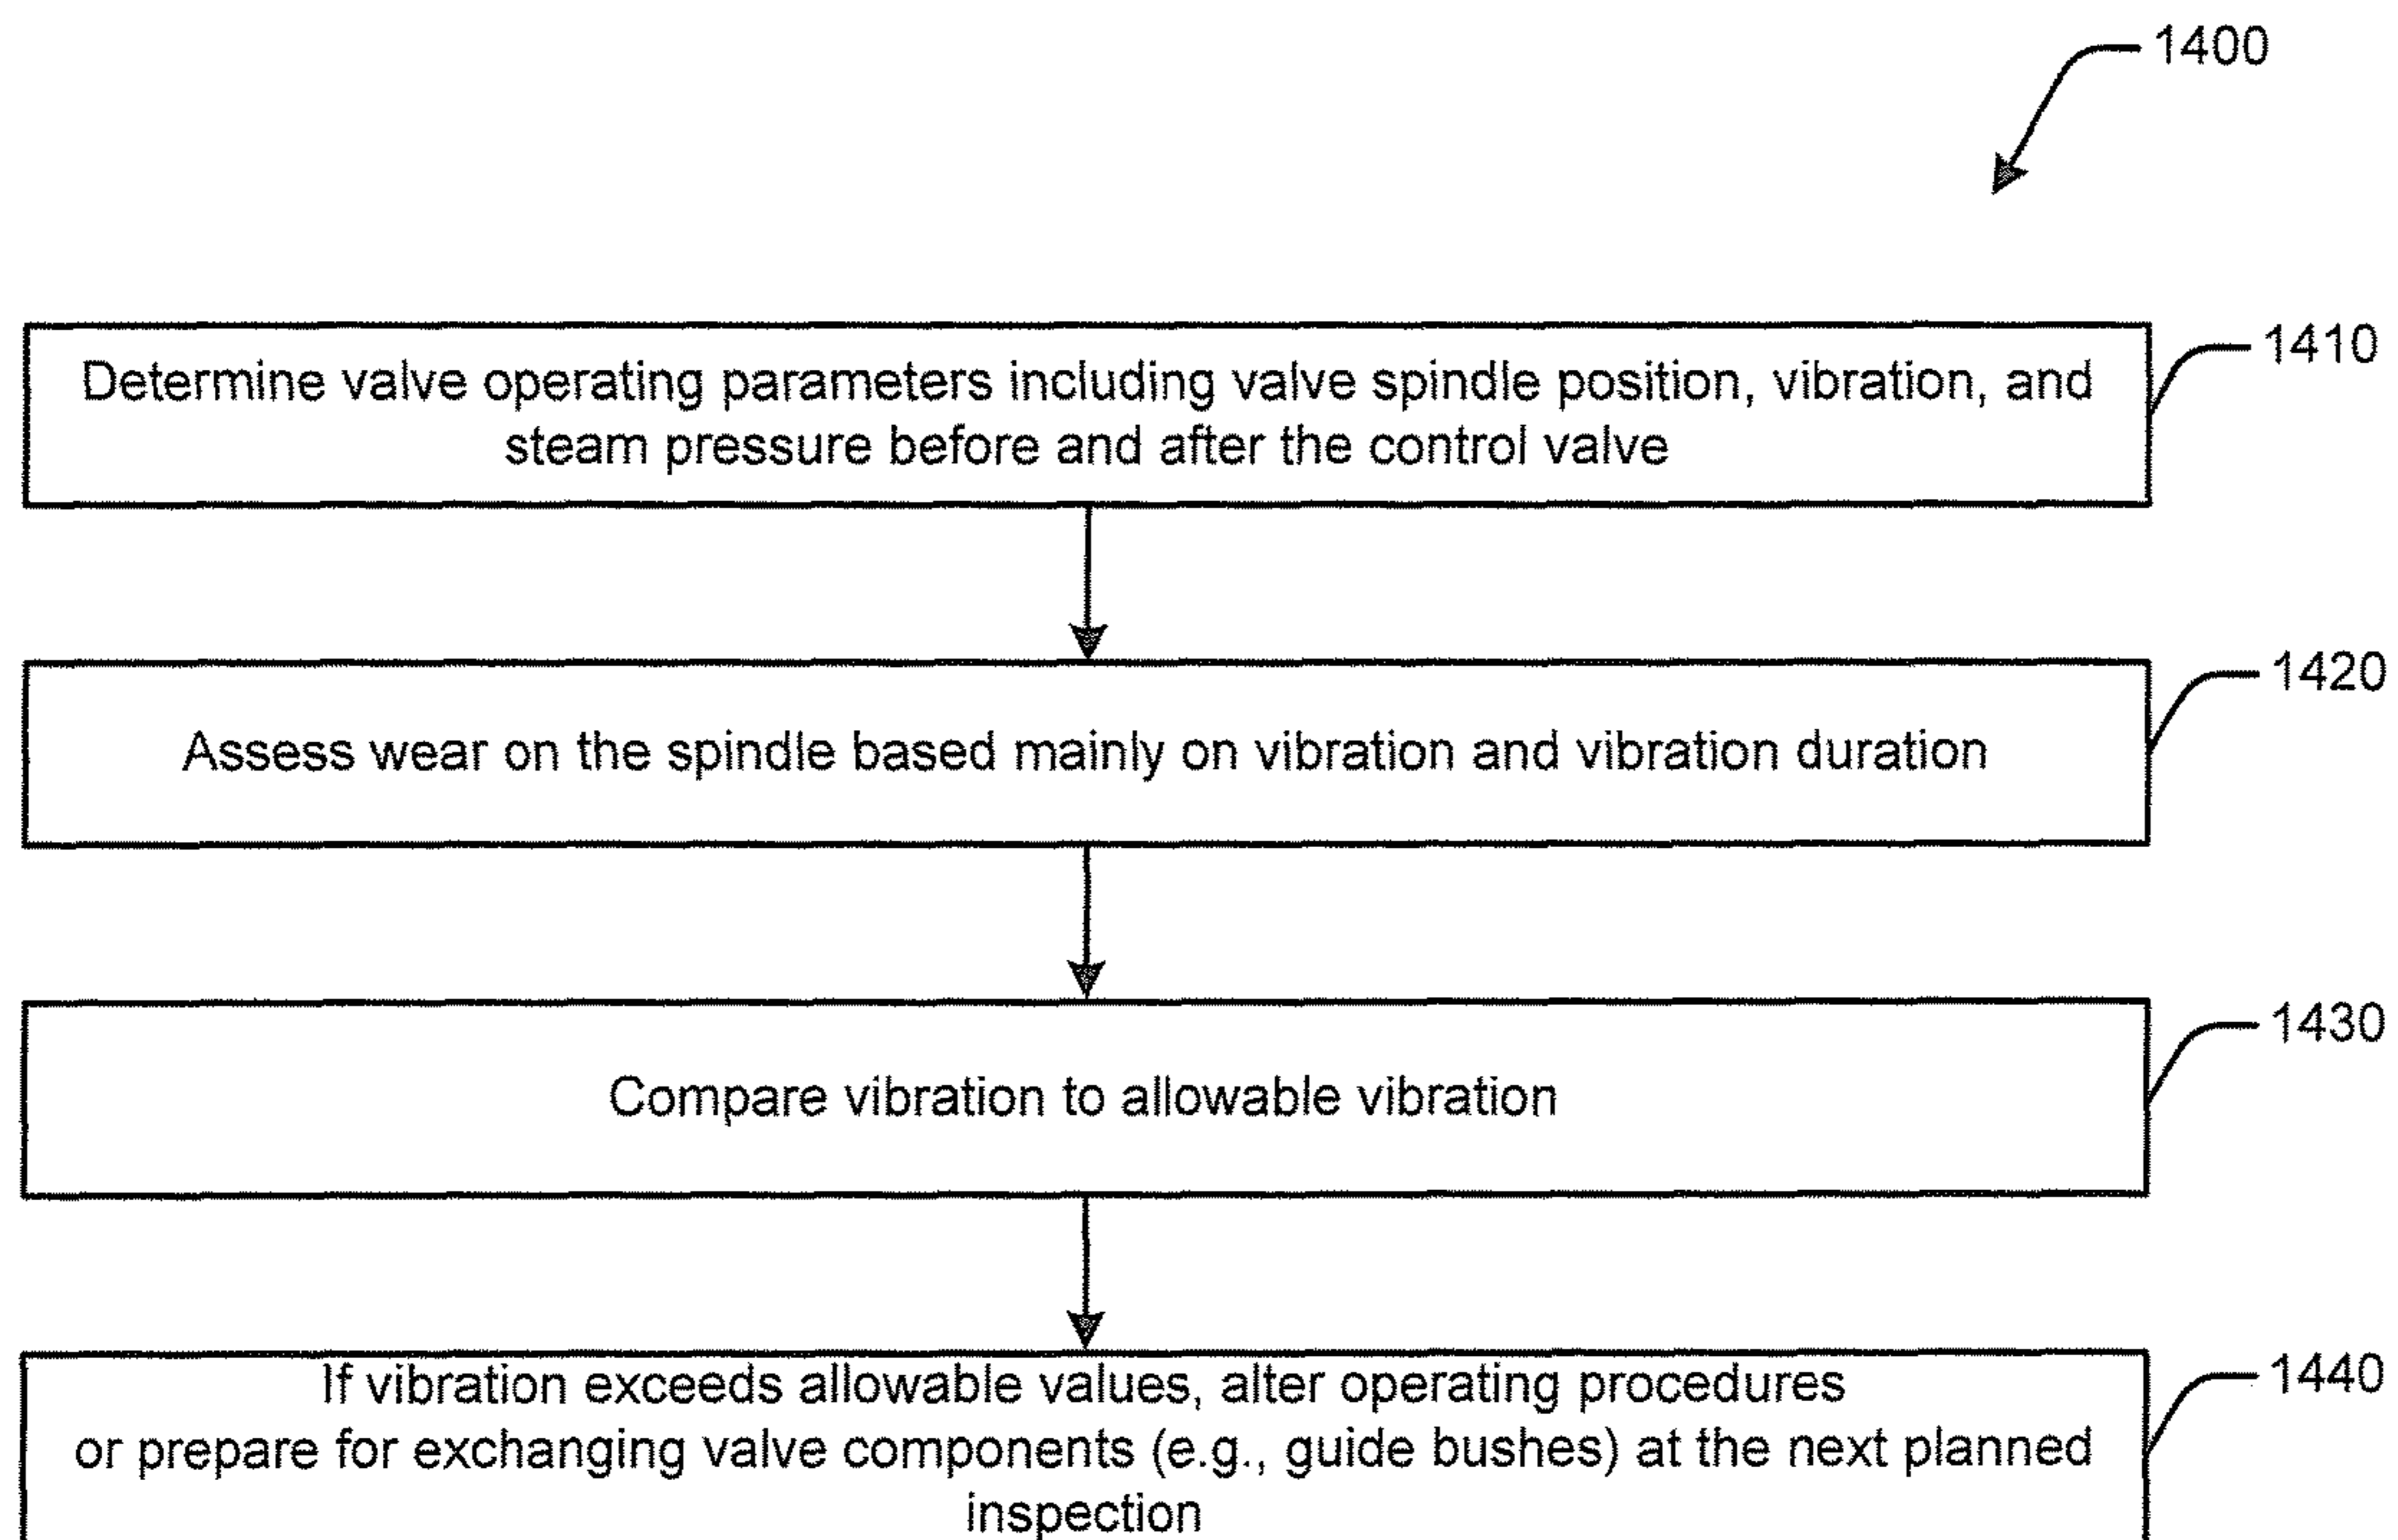 1400
Determine valve operating parameters including valve spindle position, vibration, and
steam pressure before and after the control valve
1410
Assess wear on the spindle based mainly on vibration and vibration duration
1420
Compare vibration to allowable vibration
1430
If vibration exceeds allowable values, alter operating procedures
or prepare for exchanging valve components (e.g., guide bushes) at the next planned
inspection
1440